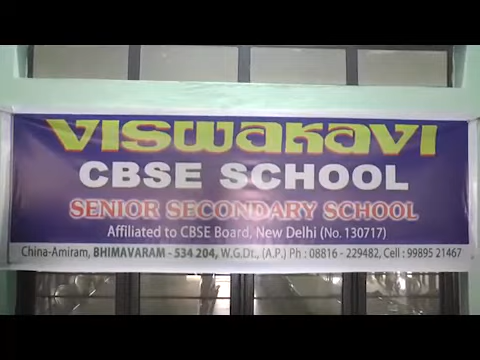 VISWAKAVI
CBSE SCHOOL
SENIOR SECONDARY SCHOOL
Affiliated to CBSE Board, New Delhi (No. 130717)
China-Amiram, BHIMAVARAM - 534 204, W.G.Dt., (A.P.) Ph : 08816 - 229482, Cell : 99895 21467